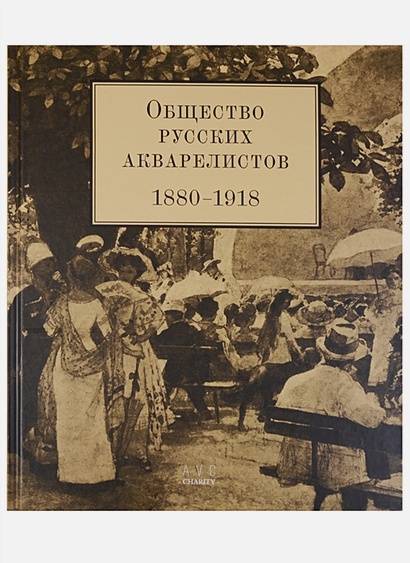 Общество
русских
акварелистов
1880–1918
AVC
CHARITY